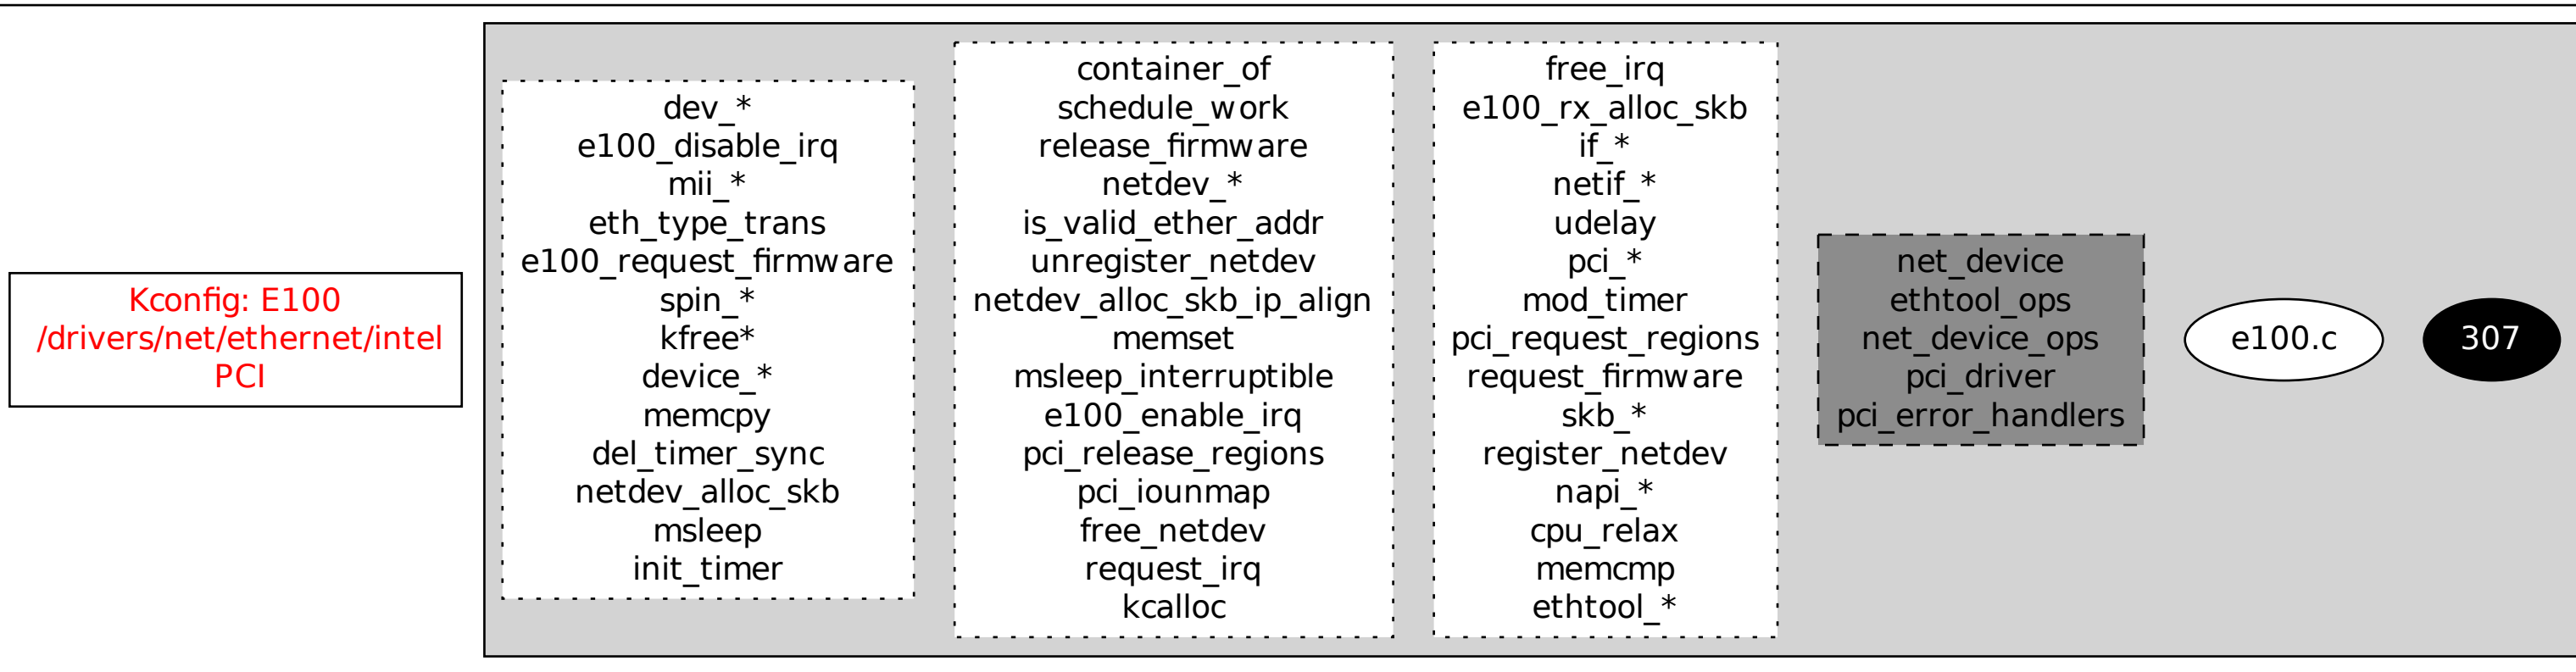 Kconfig: E100
/drivers/net/ethernet/intel
PCI
dev_*
e100_disable_irq
mii_*
eth_type_trans
e100_request_firmware
spin_*
kfree*
device_*
memcpy
del_timer_sync
netdev_alloc_skb
msleep
init_timer
container_of
schedule_work
release_firmware
netdev_*
is_valid_ether_addr
unregister_netdev
netdev_alloc_skb_ip_align
memset
msleep_interruptible
e100_enable_irq
pci_release_regions
pci_iounmap
free_netdev
request_irq
kcalloc
free_irq
e100_rx_alloc_skb
if_*
netif_*
udelay
pci_*
mod_timer
pci_request_regions
request_firmware
skb_*
register_netdev
napi_*
cpu_relax
memcmp
ethtool_*
net_device
ethtool_ops
net_device_ops
pci_driver
pci_error_handlers
e100.c
307